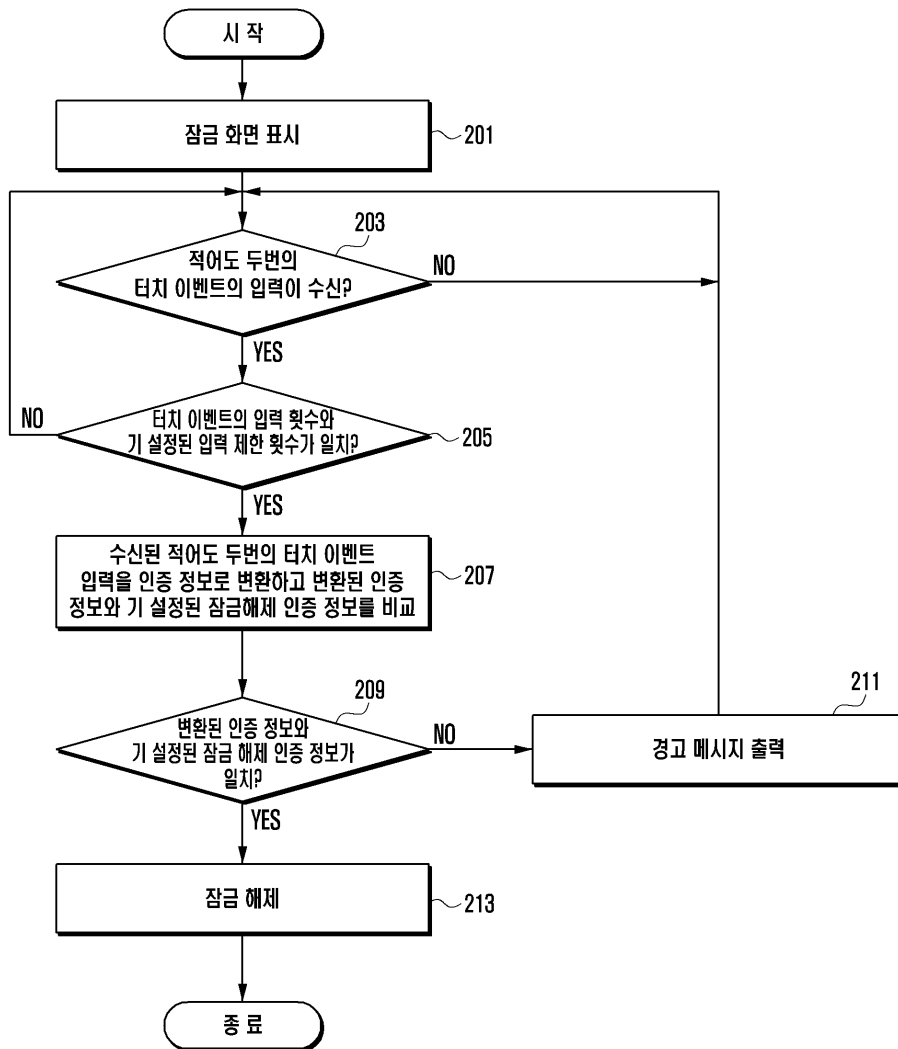 시 작
잠금 화면 표시
201
203
적어도 두번의
터치 이벤트의 입력이 수신?
NO
YES
터치 이벤트의 입력 횟수와
기 설정된 입력 제한 횟수가 일치?
NO
205
YES
수신된 적어도 두번의 터치 이벤트
입력을 인증 정보로 변환하고 변환된 인증
정보와 기 설정된 잠금해제 인증 정보를 비교
207
209
변환된 인증 정보와
기 설정된 잠금 해제 인증 정보가
일치?
NO
211
경고 메시지 출력
YES
잠금 해제
213
종 료